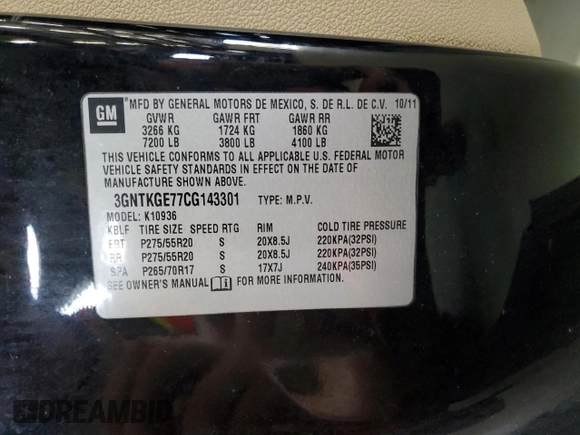 GM
MFD BY GENERAL MOTORS DE MEXICO, S. DE R.L. DE C.V. 10/11
GVWR GAWR FRT GAWR RR
3266 KG 1724 KG 1860 KG
7200 LB 3800 LB 4100 LB
THIS VEHICLE CONFORMS TO ALL APPLICABLE U.S. FEDERAL MOTOR
VEHICLE SAFETY STANDARDS IN EFFECT ON THE DATE OF
MANUFACTURE SHOWN ABOVE.
3GNTKGE77CG143301 TYPE: M.P.V.
MODEL: K10936
KBLF TIRE SIZE SPEED RTG RIM COLD TIRE PRESSURE
FRT P275/55R20 S 20X8.5J 220KPA(32PSI)
RR P275/55R20 S 20X8.5J 220KPA(32PSI)
SPA P265/70R17 S 17X7J 240KPA(35PSI)
SEE OWNER'S MANUAL FOR MORE INFORMATION.
DREAMBID